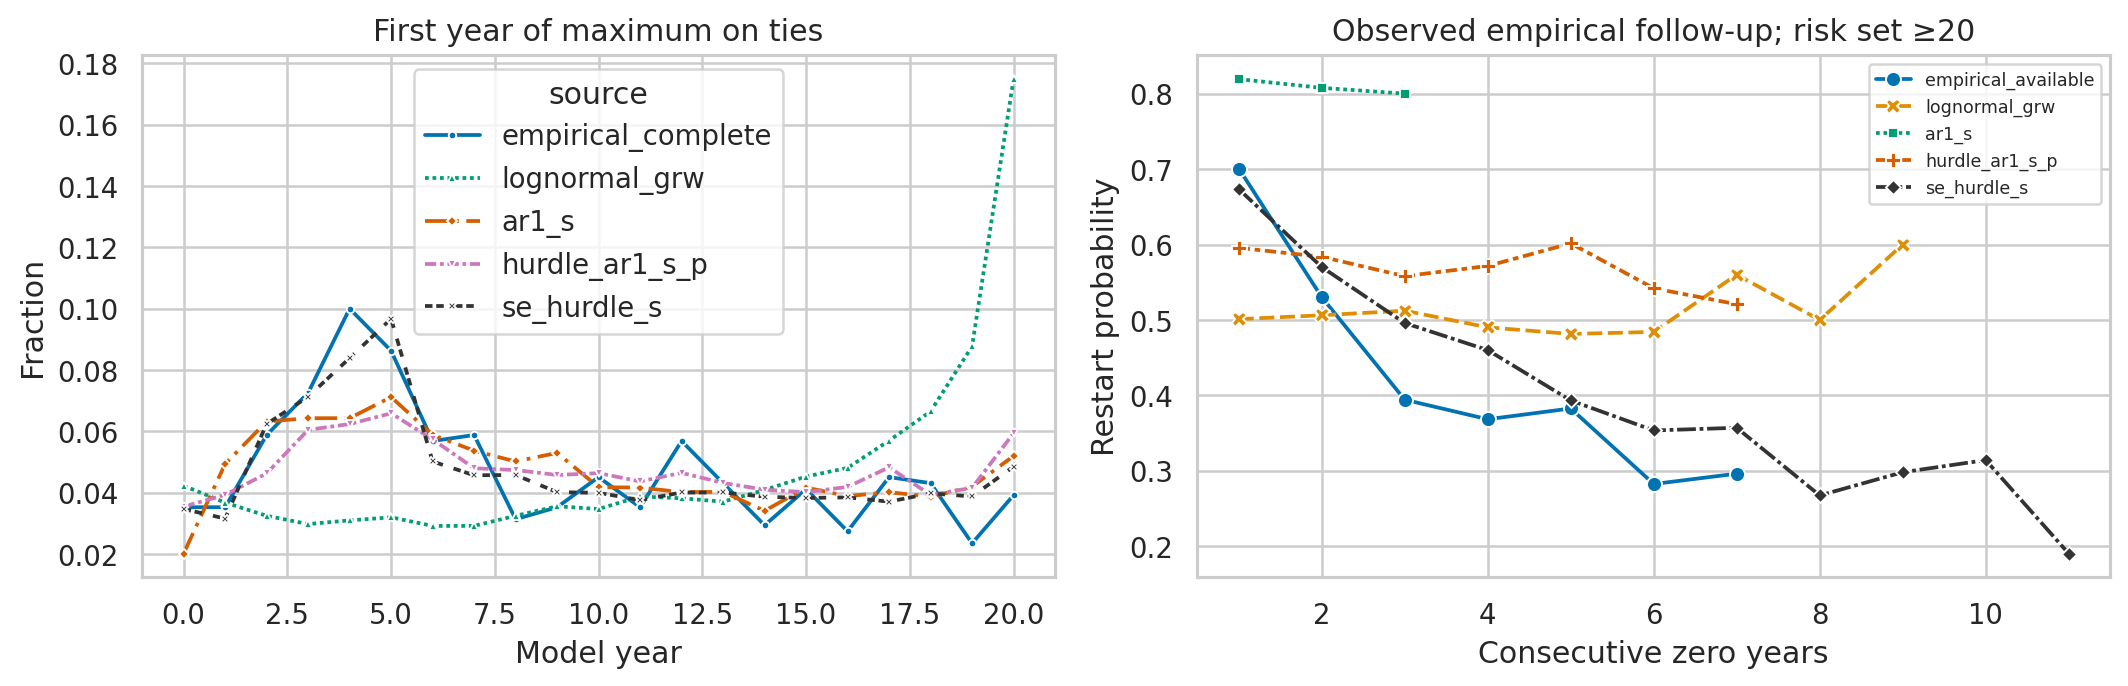 First year of maximum on ties
0.18
0.16
0.14
0.12
0.10
0.08
0.06
0.04
0.02
Fraction
source
empirical_complete
lognormal_grw
ar1_s
hurdle_ar1_s_p
se_hurdle_s
0.0 2.5 5.0 7.5 10.0 12.5 15.0 17.5 20.0
Model year
Observed empirical follow-up; risk set ≥20
0.8
0.7
0.6
0.5
0.4
0.3
0.2
Restart probability
empirical_available
lognormal_grw
ar1_s
hurdle_ar1_s_p
se_hurdle_s
2 4 6 8 10
Consecutive zero years